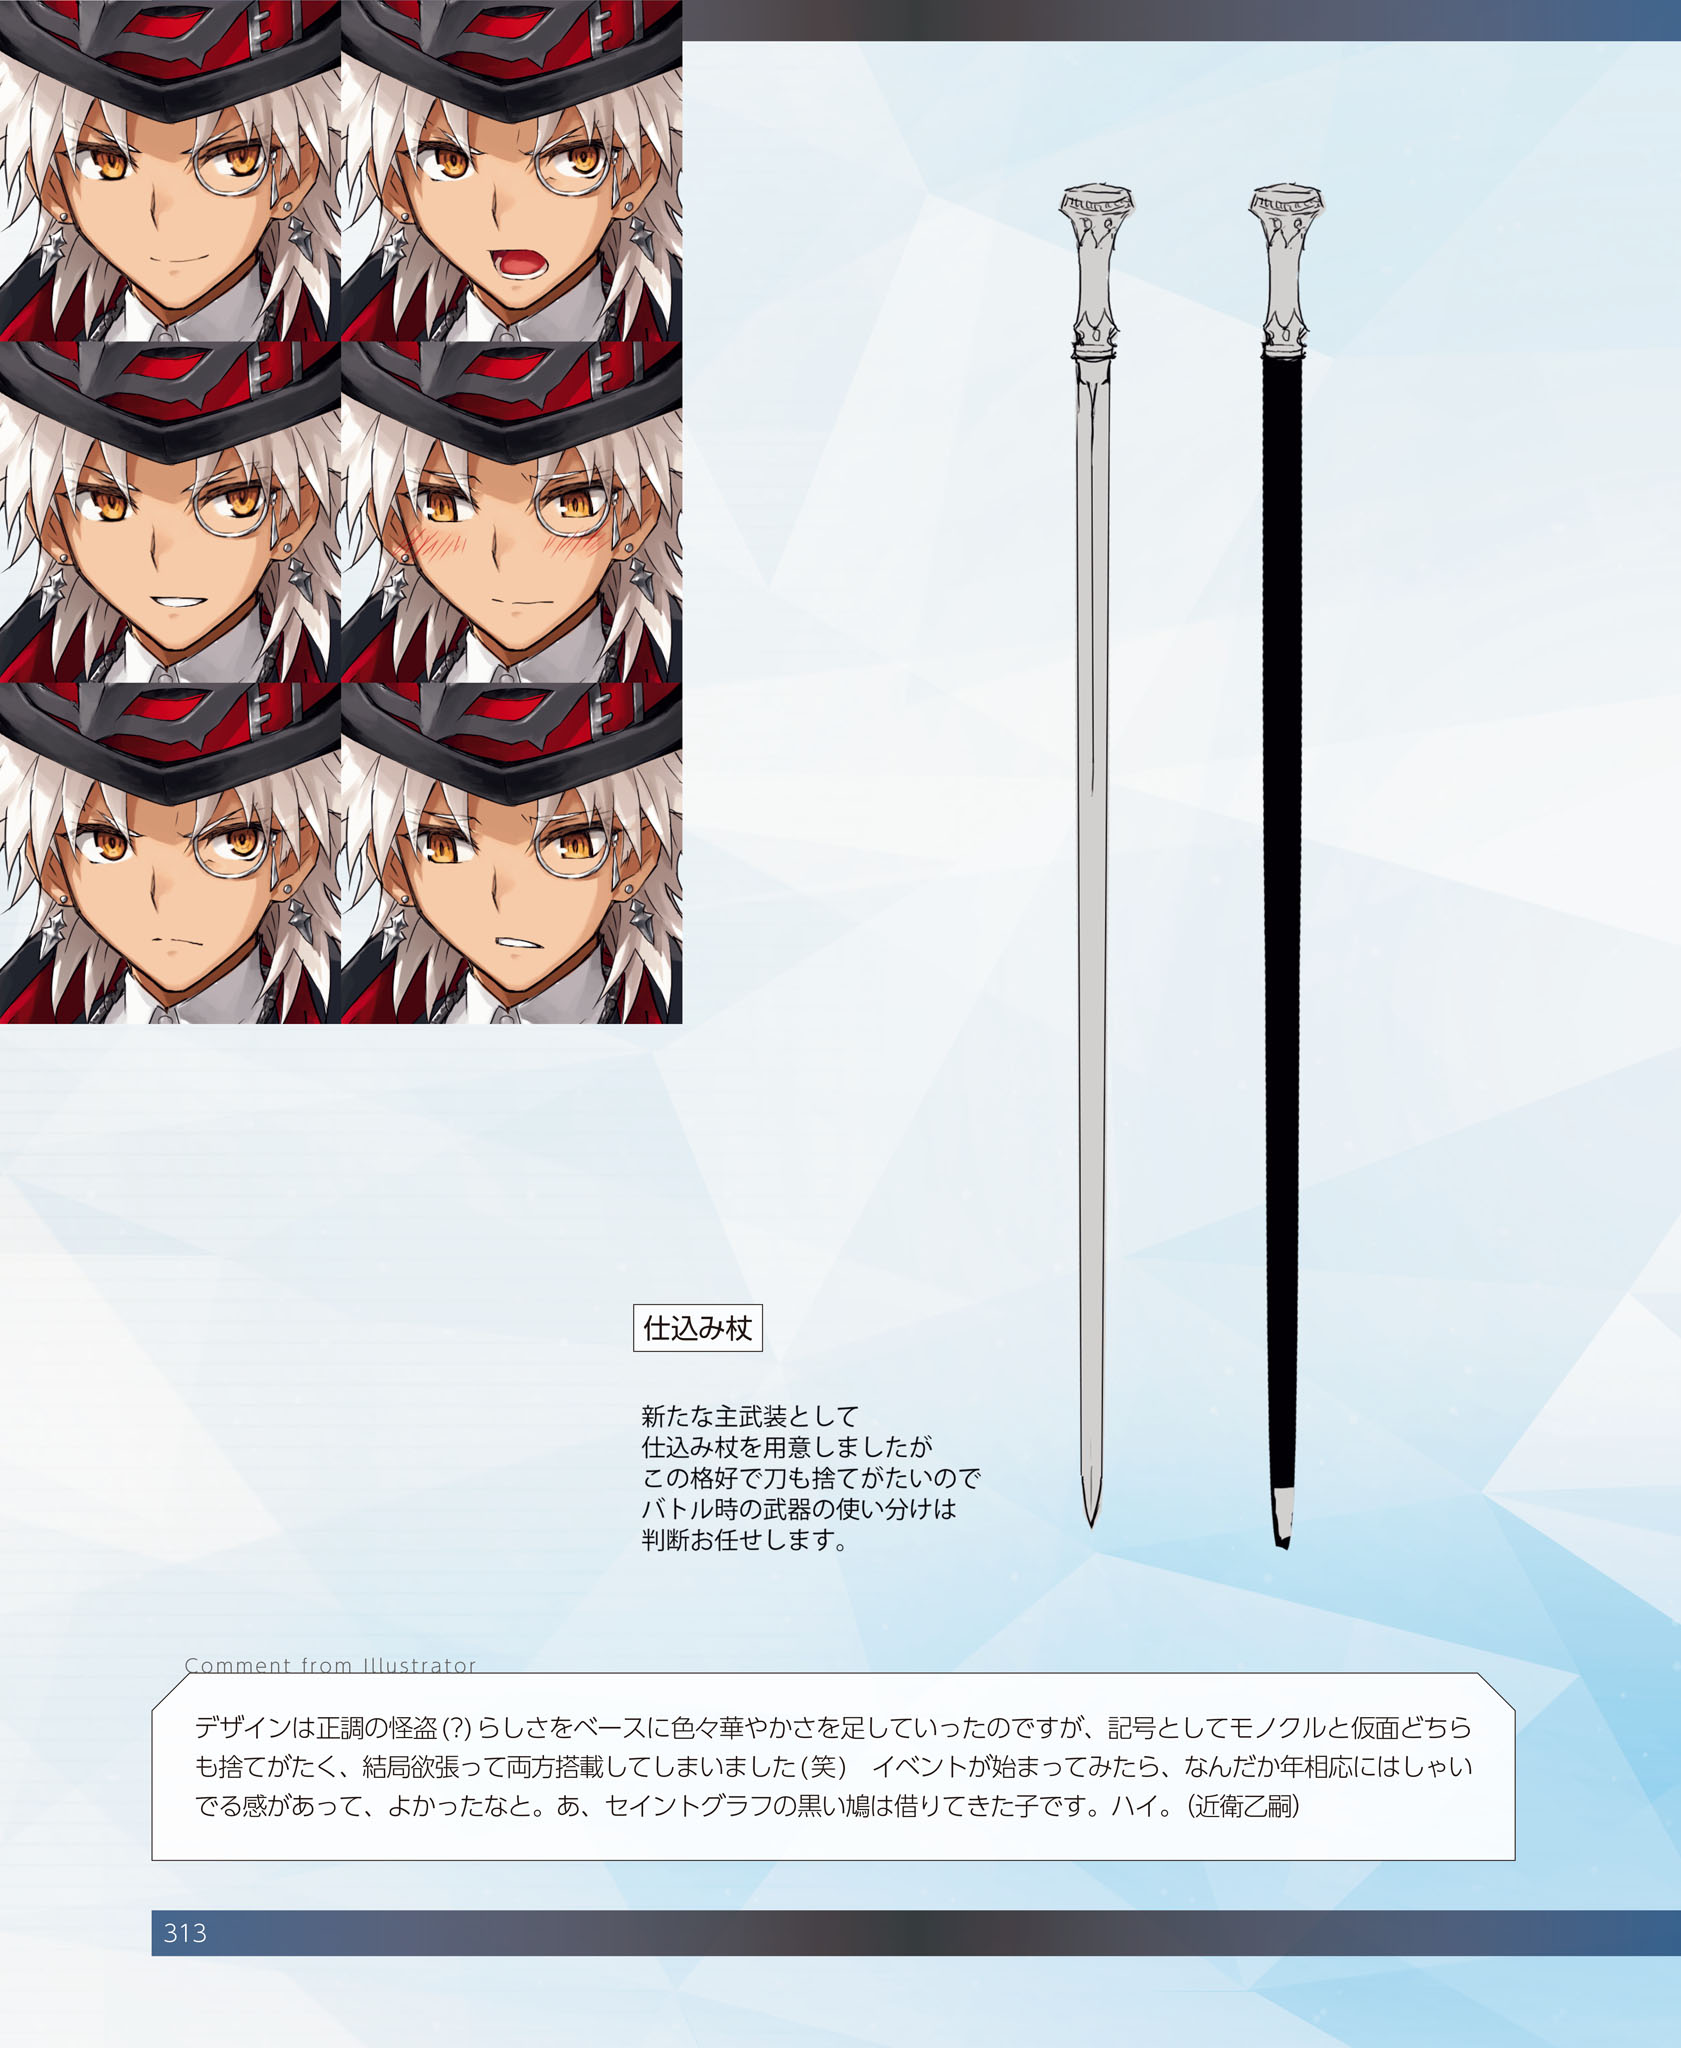 仕込み杖
新たな主武装として
仕込み杖を用意しましたが
この格好で刀も捨てがたいので
バトル時の武器の使い分けは
判断お任せします。
Comment from Illustrator
デザインは正調の怪盗(?)らしさをベースに色々華やかさを足していったのですが、記号としてモノクルと仮面どちら
も捨てがたく、結局欲張って両方搭載してしまいました(笑)　イベントが始まってみたら、なんだか年相応にはしゃい
でる感があって、よかったなと。あ、セイントグラフの黒い鳩は借りてきた子です。ハイ。(近衛乙嗣)
313